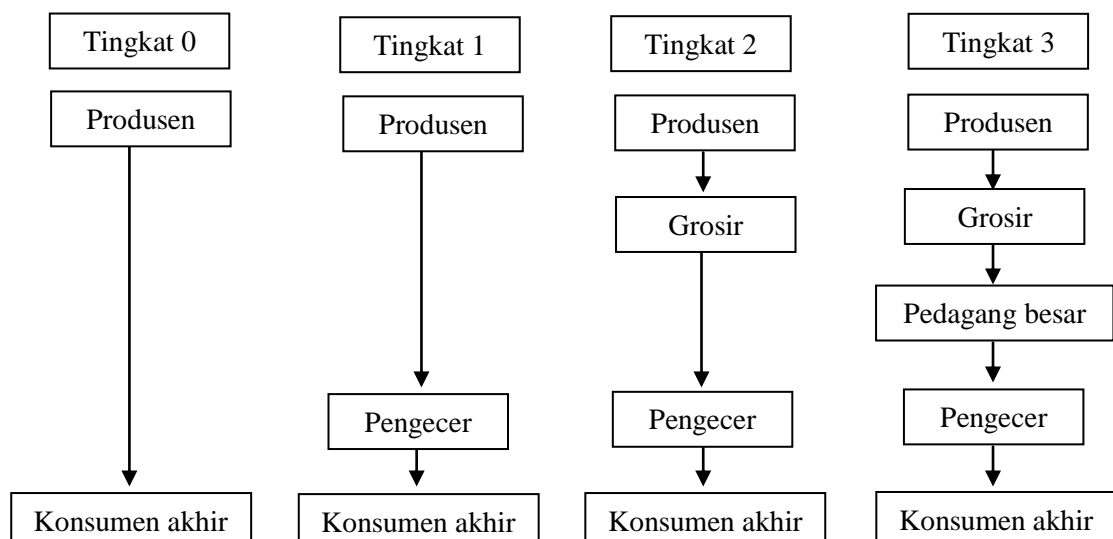 Tingkat 0
Tingkat 1
Tingkat 2
Tingkat 3
Produsen
Produsen
Produsen
Produsen
Grosir
Grosir
Pedagang besar
Pengecer
Pengecer
Pengecer
Konsumen akhir
Konsumen akhir
Konsumen akhir
Konsumen akhir